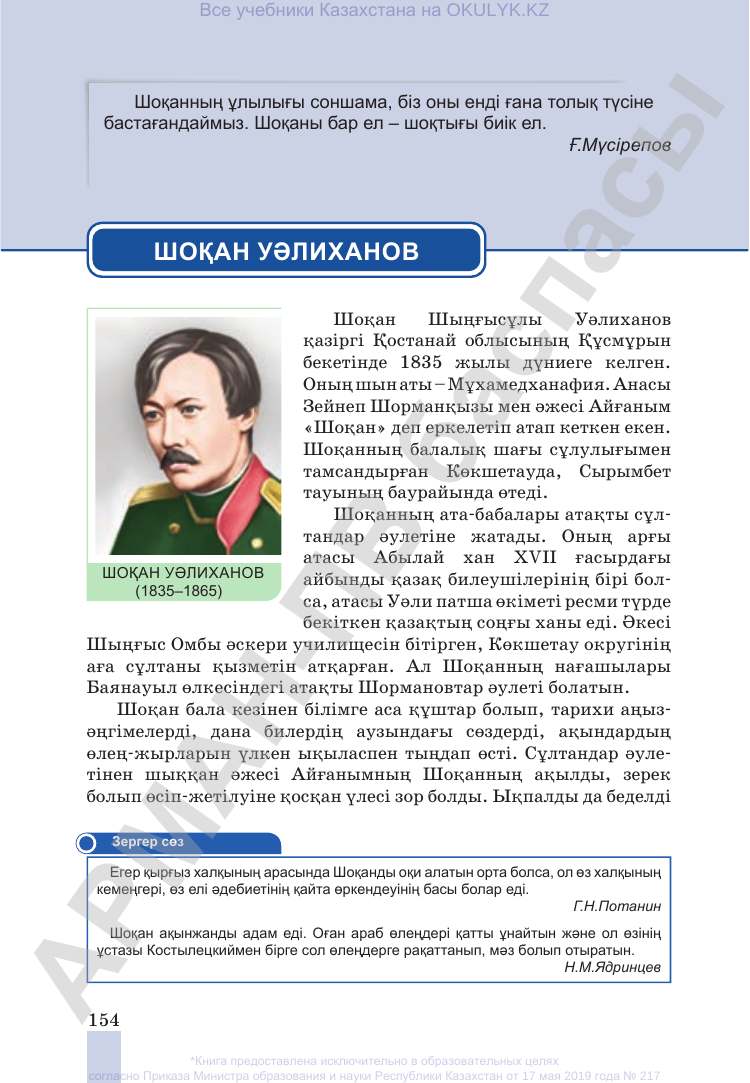 Все учебники Казахстана на OKULYK.KZ
Шоқанның ұлылығы соншама, біз оны енді ғана толық түсіне
бастағандаймыз. Шоқаны бар ел – шоқтығы биік ел.
Ғ.Мүсірепов
ШОҚАН УӘЛИХАНОВ
Шоқан Шыңғысұлы Уәлиханов
қазіргі Қостанай облысының Құсмұрын
бекетінде 1835 жылы дүниеге келген.
Оның шын аты – Мұхамедханафия. Анасы
Зейнеп Шорманқызы мен әжесі Айғаным
«Шоқан» деп еркелетіп атап кеткен екен.
Шоқанның балалық шағы сұлулығымен
тамсандырған Көкшетауда, Сырымбет
тауының баурайында өтеді.
Шоқанның ата-бабалары атақты сұл-
тандар әулетіне жатады. Оның арғы
атасы Абылай хан XVII ғасырдағы
айбынды қазақ билеушілерінің бірі бол-
са, атасы Уәли патша өкіметі ресми түрде
бекіткен қазақтың соңғы ханы еді. Әкесі
ШОҚАН УӘЛИХАНОВ
(1835–1865)
Шыңғыс Омбы әскери училищесін бітірген, Көкшетау округінің
аға сұлтаны қызметін атқарған. Ал Шоқанның нағашылары
Баянауыл өлкесіндегі атақты Шормановтар әулеті болатын.
Шоқан бала кезінен білімге аса құштар болып, тарихи аңыз-
әңгімелерді, дана билердің аузындағы сөздерді, ақындардың
өлең-жырларын үлкен ықыласпен тыңдап өсті. Сұлтандар әуле-
тінен шыққан әжесі Айғанымның Шоқанның ақылды, зерек
болып өсіп-жетілуіне қосқан үлесі зор болды. Ықпалды да беделді
Зергер сөз
Егер қырғыз халқының арасында Шоқанды оқи алатын орта болса, ол өз халқының
кемеңгері, өз елі әдебиетінің қайта өркендеуінің басы болар еді.
Г.Н.Потанин
Шоқан ақынжанды адам еді. Оған араб өлеңдері қатты ұнайтын және ол өзінің
ұстазы Костылецкиймен бірге сол өлеңдерге рақаттанып, мәз болып отыратын.
Н.М.Ядринцев
154
*Книга предоставлена исключительно в образовательных целях
согласно Приказа Министра образования и науки Республики Казахстан от 17 мая 2019 года № 217
АРМАН-ПВ баспасы